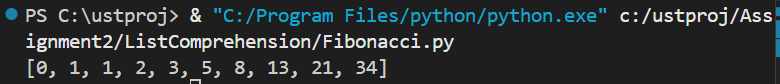 PS C:\ustproj> & "C:/Program Files/python/python.exe" c:/ustproj/Ass
ignment2/ListComprehension/Fibonacci.py
[0, 1, 1, 2, 3, 5, 8, 13, 21, 34]